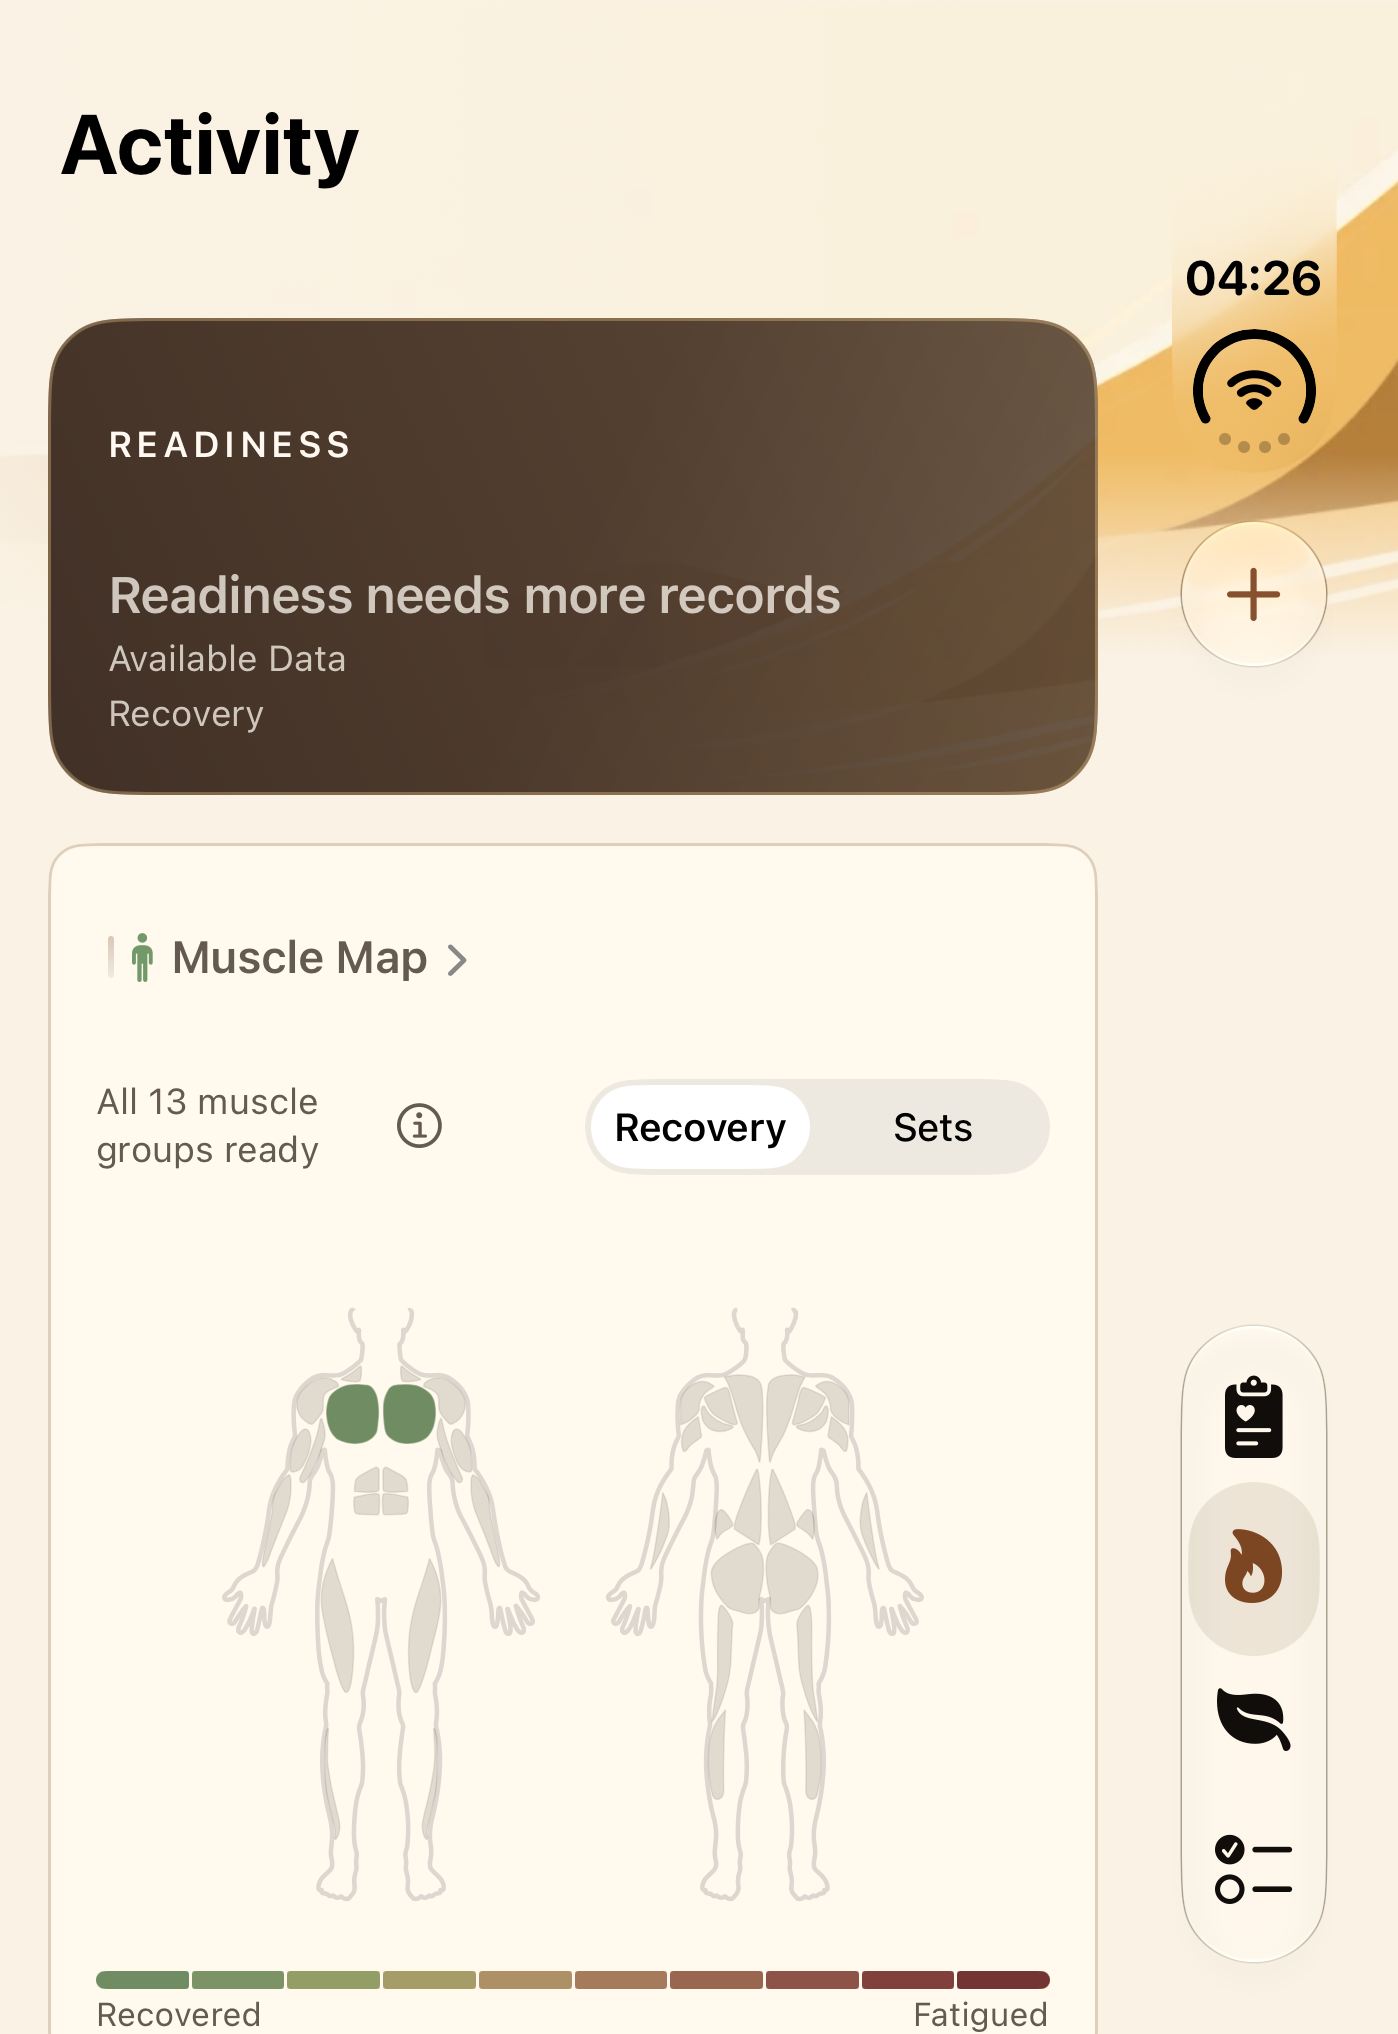 Activity
04:26
READINESS
Readiness needs more records
Available Data
Recovery
Muscle Map
All 13 muscle
groups ready
Recovery
Sets
Recovered
Fatigued